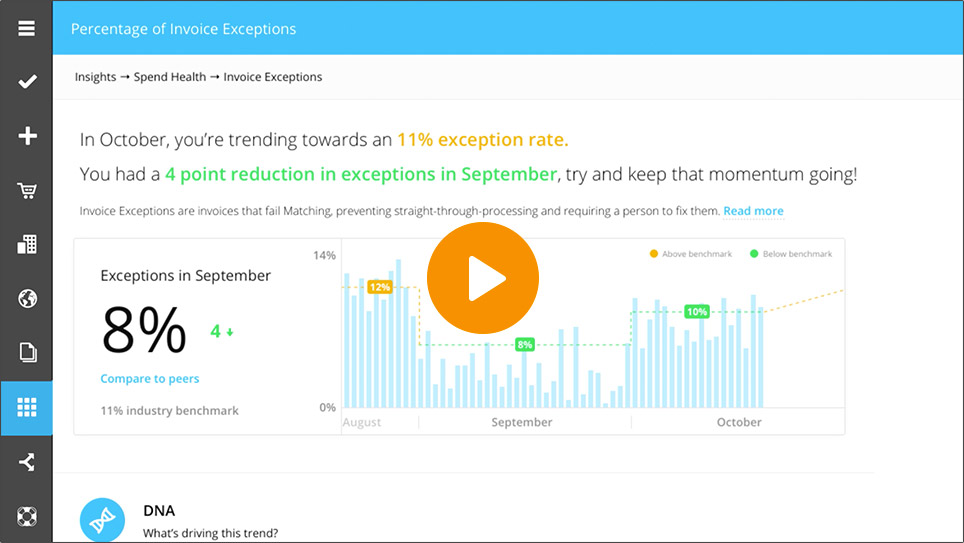 Percentage of Invoice Exceptions
Insights → Spend Health → Invoice Exceptions
In October, you're trending towards an 11% exception rate.
You had a 4 point reduction in exceptions in September, try and keep that momentum going!
Invoice Exceptions are invoices that fail Matching, preventing straight-through-processing and requiring a person to fix them. Read more
Exceptions in September
8% 4 ↓
Compare to peers
11% industry benchmark
14%
Above benchmark Below benchmark
12%
8%
10%
0%
August September October
DNA
What's driving this trend?